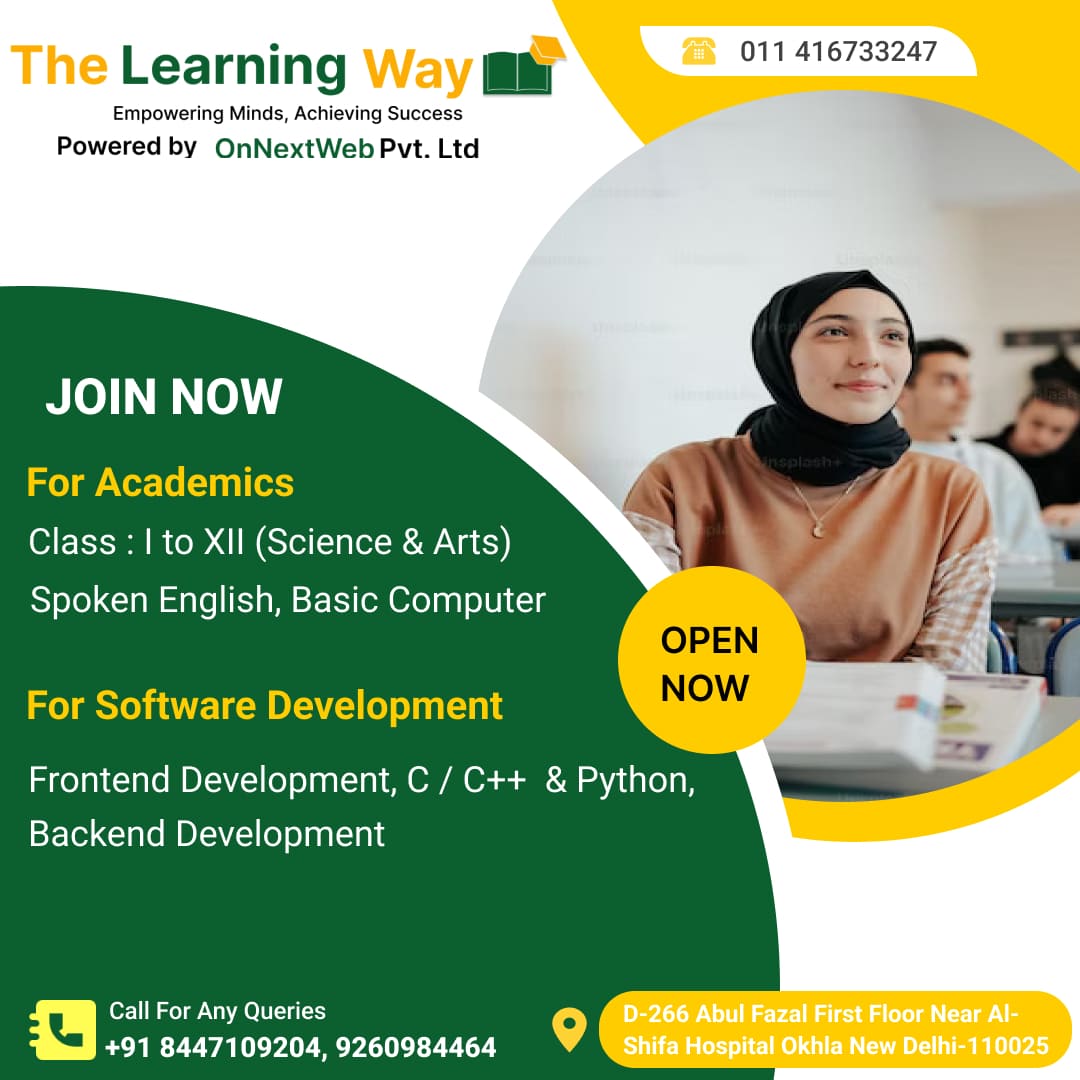 The Learning Way
Empowering Minds, Achieving Success
Powered by OnNextWeb Pvt. Ltd
011 416733247
JOIN NOW
For Academics
Class : I to XII (Science & Arts)
Spoken English, Basic Computer
OPEN
NOW
For Software Development
Frontend Development, C / C++ & Python,
Backend Development
Call For Any Queries
+91 8447109204, 9260984464
D-266 Abul Fazal First Floor Near Al-
Shifa Hospital Okhla New Delhi-110025
Unsplash+